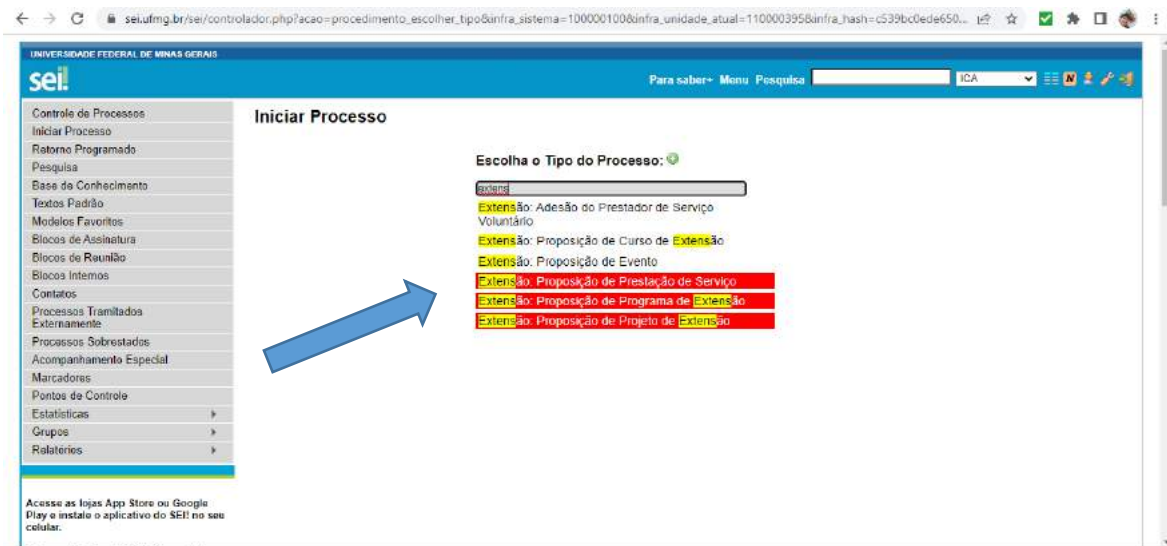 sei.ufmg.br/sei/controlador.php?acao=procedimento_escolher_tipo&infra_sistema=100000100&infra_unidade_atual=110000395&infra_hash=c539bc0ede650...
UNIVERSIDADE FEDERAL DE MINAS GERAIS
sei!
Para saber+ Menu Pesquisa
ICA
Controle de Processos
Iniciar Processo
Retorno Programado
Pesquisa
Base de Conhecimento
Textos Padrão
Modelos Favoritos
Blocos de Assinatura
Blocos de Reunião
Blocos Internos
Contatos
Processos Tramitados
Externamente
Processos Sobrestados
Acompanhamento Especial
Marcadores
Pontos de Controle
Estatísticas
Grupos
Relatórios
Acesse as lojas App Store ou Google
Play e instale o aplicativo do SEI! no seu
celular.
Iniciar Processo
Escolha o Tipo do Processo:
extens
Extensão: Adesão do Prestador de Serviço
Voluntário
Extensão: Proposição de Curso de Extensão
Extensão: Proposição de Evento
Extensão: Proposição de Prestação de Serviço
Extensão: Proposição de Programa de Extensão
Extensão: Proposição de Projeto de Extensão